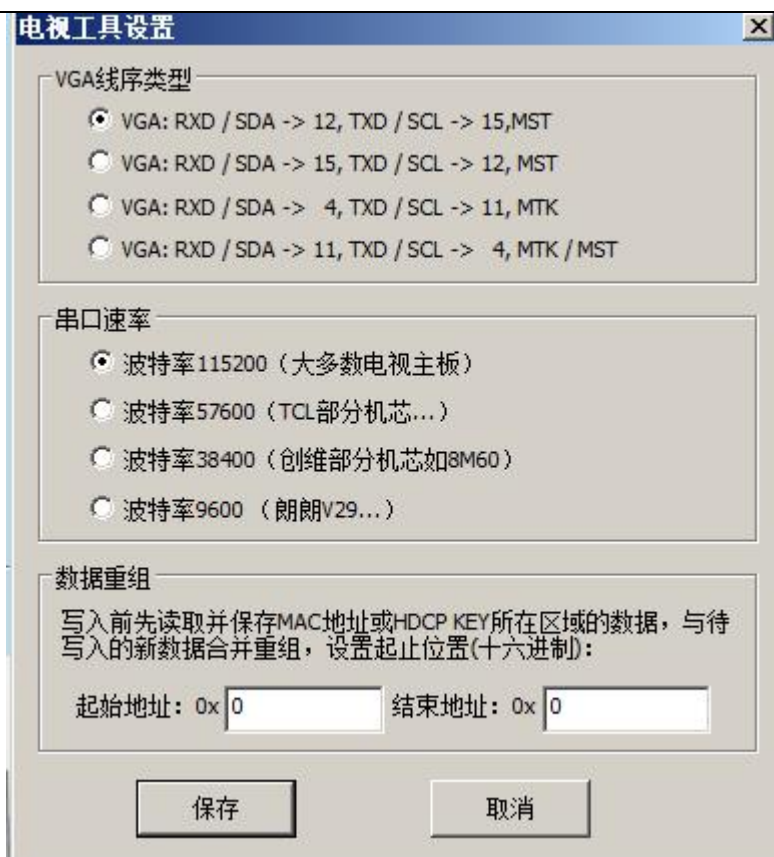 电视工具设置
VGA线序类型
VGA: RXD / SDA -> 12, TXD / SCL -> 15,MST
VGA: RXD / SDA -> 15, TXD / SCL -> 12, MST
VGA: RXD / SDA -> 4, TXD / SCL -> 11, MTK
VGA: RXD / SDA -> 11, TXD / SCL -> 4, MTK / MST
串口速率
波特率115200（大多数电视主板）
波特率57600（TCL部分机芯...）
波特率38400（创维部分机芯如8M60）
波特率9600 （朗朗V29...）
数据重组
写入前先读取并保存MAC地址或HDCP KEY所在区域的数据，与待
写入的新数据合并重组，设置起止位置(十六进制)：
起始地址：0x 0 结束地址：0x 0
保存 取消